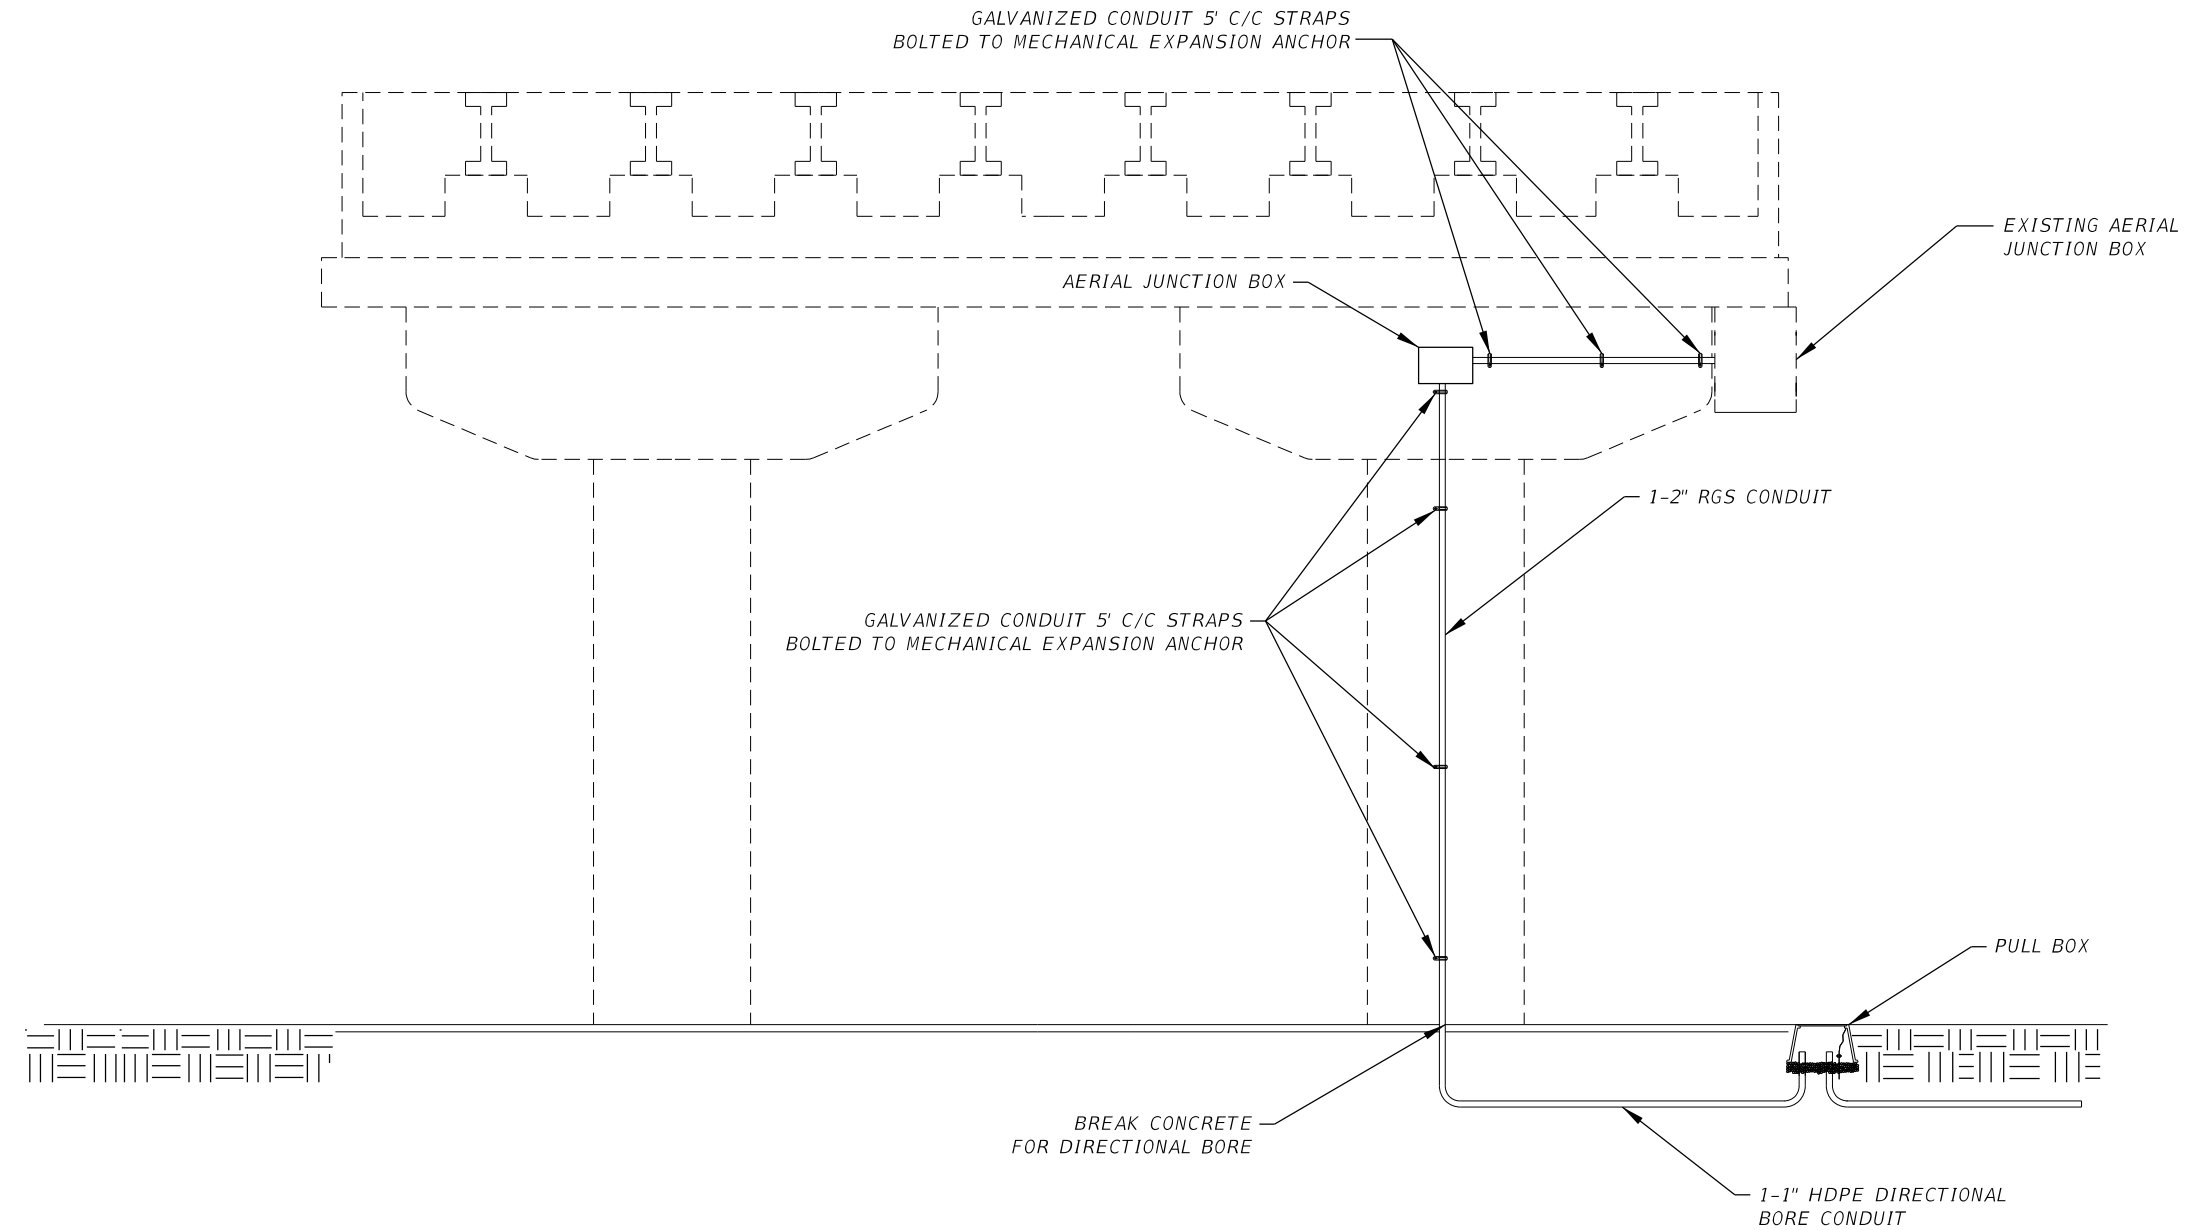 GALVANIZED CONDUIT 5' C/C STRAPS
BOLTED TO MECHANICAL EXPANSION ANCHOR
EXISTING AERIAL
JUNCTION BOX
AERIAL JUNCTION BOX
1-2" RGS CONDUIT
GALVANIZED CONDUIT 5' C/C STRAPS
BOLTED TO MECHANICAL EXPANSION ANCHOR
PULL BOX
BREAK CONCRETE
FOR DIRECTIONAL BORE
1-1" HDPE DIRECTIONAL
BORE CONDUIT